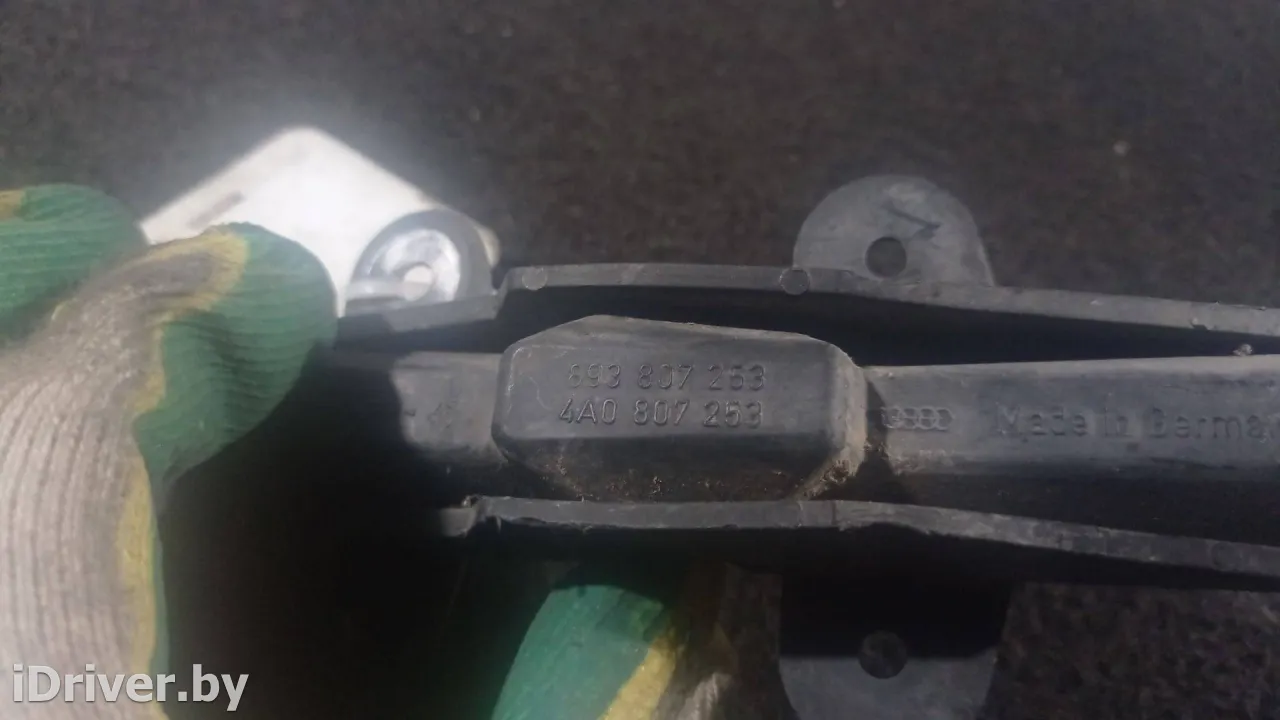 893 807 253
4A0 807 253
Made in German
iDriver.by